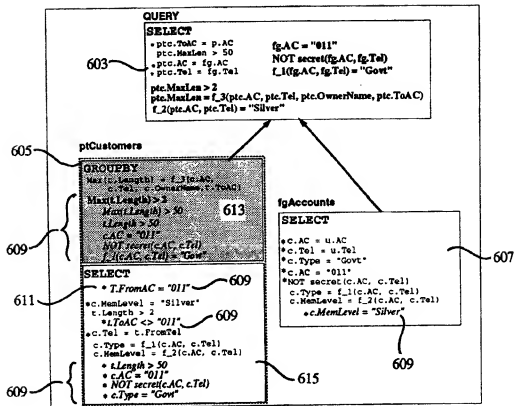 QUERY
SELECT
603
• ptc.ToAC = p.AC
ptc.MaxLen > 50
• ptc.AC = fg.AC
• ptc.Tel = fg.Tel
fg.AC = "011"
NOT secret(fg.AC, fg.Tel)
f_1(fg.AC, fg.Tel) = "Govt"
ptc.MaxLen > 2
ptc.MaxLen = f_3(ptc.AC, ptc.Tel, ptc.OwnerName, ptc.ToAC)
f_2(ptc.AC, ptc.Tel) = "Silver"
ptCustomers
605
GROUPBY
Max(t.Length) = f_3(c.AC,
c.Tel, c.OwnerName, t.ToAC)
Max(t.Length) > 2
Max(t.Length) > 50
t.Length > 50
c.AC = "011"
NOT secret(c.AC, c.Tel)
f_1(c.AC, c.Tel) = "Govt"
613
609
SELECT
611
• T.FromAC = "011"
609
• c.MemLevel = "Silver"
t.Length > 2
609
• t.ToAC <> "011"
• c.Tel = t.FromTel
c.Type = f_1(c.AC, c.Tel)
c.MemLevel = f_2(c.AC, c.Tel)
609
• t.Length > 50
• c.AC = "011"
• NOT secret(c.AC, c.Tel)
• c.Type = "Govt"
615
fgAccounts
SELECT
• c.AC = u.AC
• c.Tel = u.Tel
• c.Type = "Govt"
• c.AC = "011"
• NOT secret(c.AC, c.Tel)
c.Type = f_1(c.AC, c.Tel)
c.MemLevel = f_2(c.AC, c.Tel)
• c.MemLevel = "Silver"
607
609